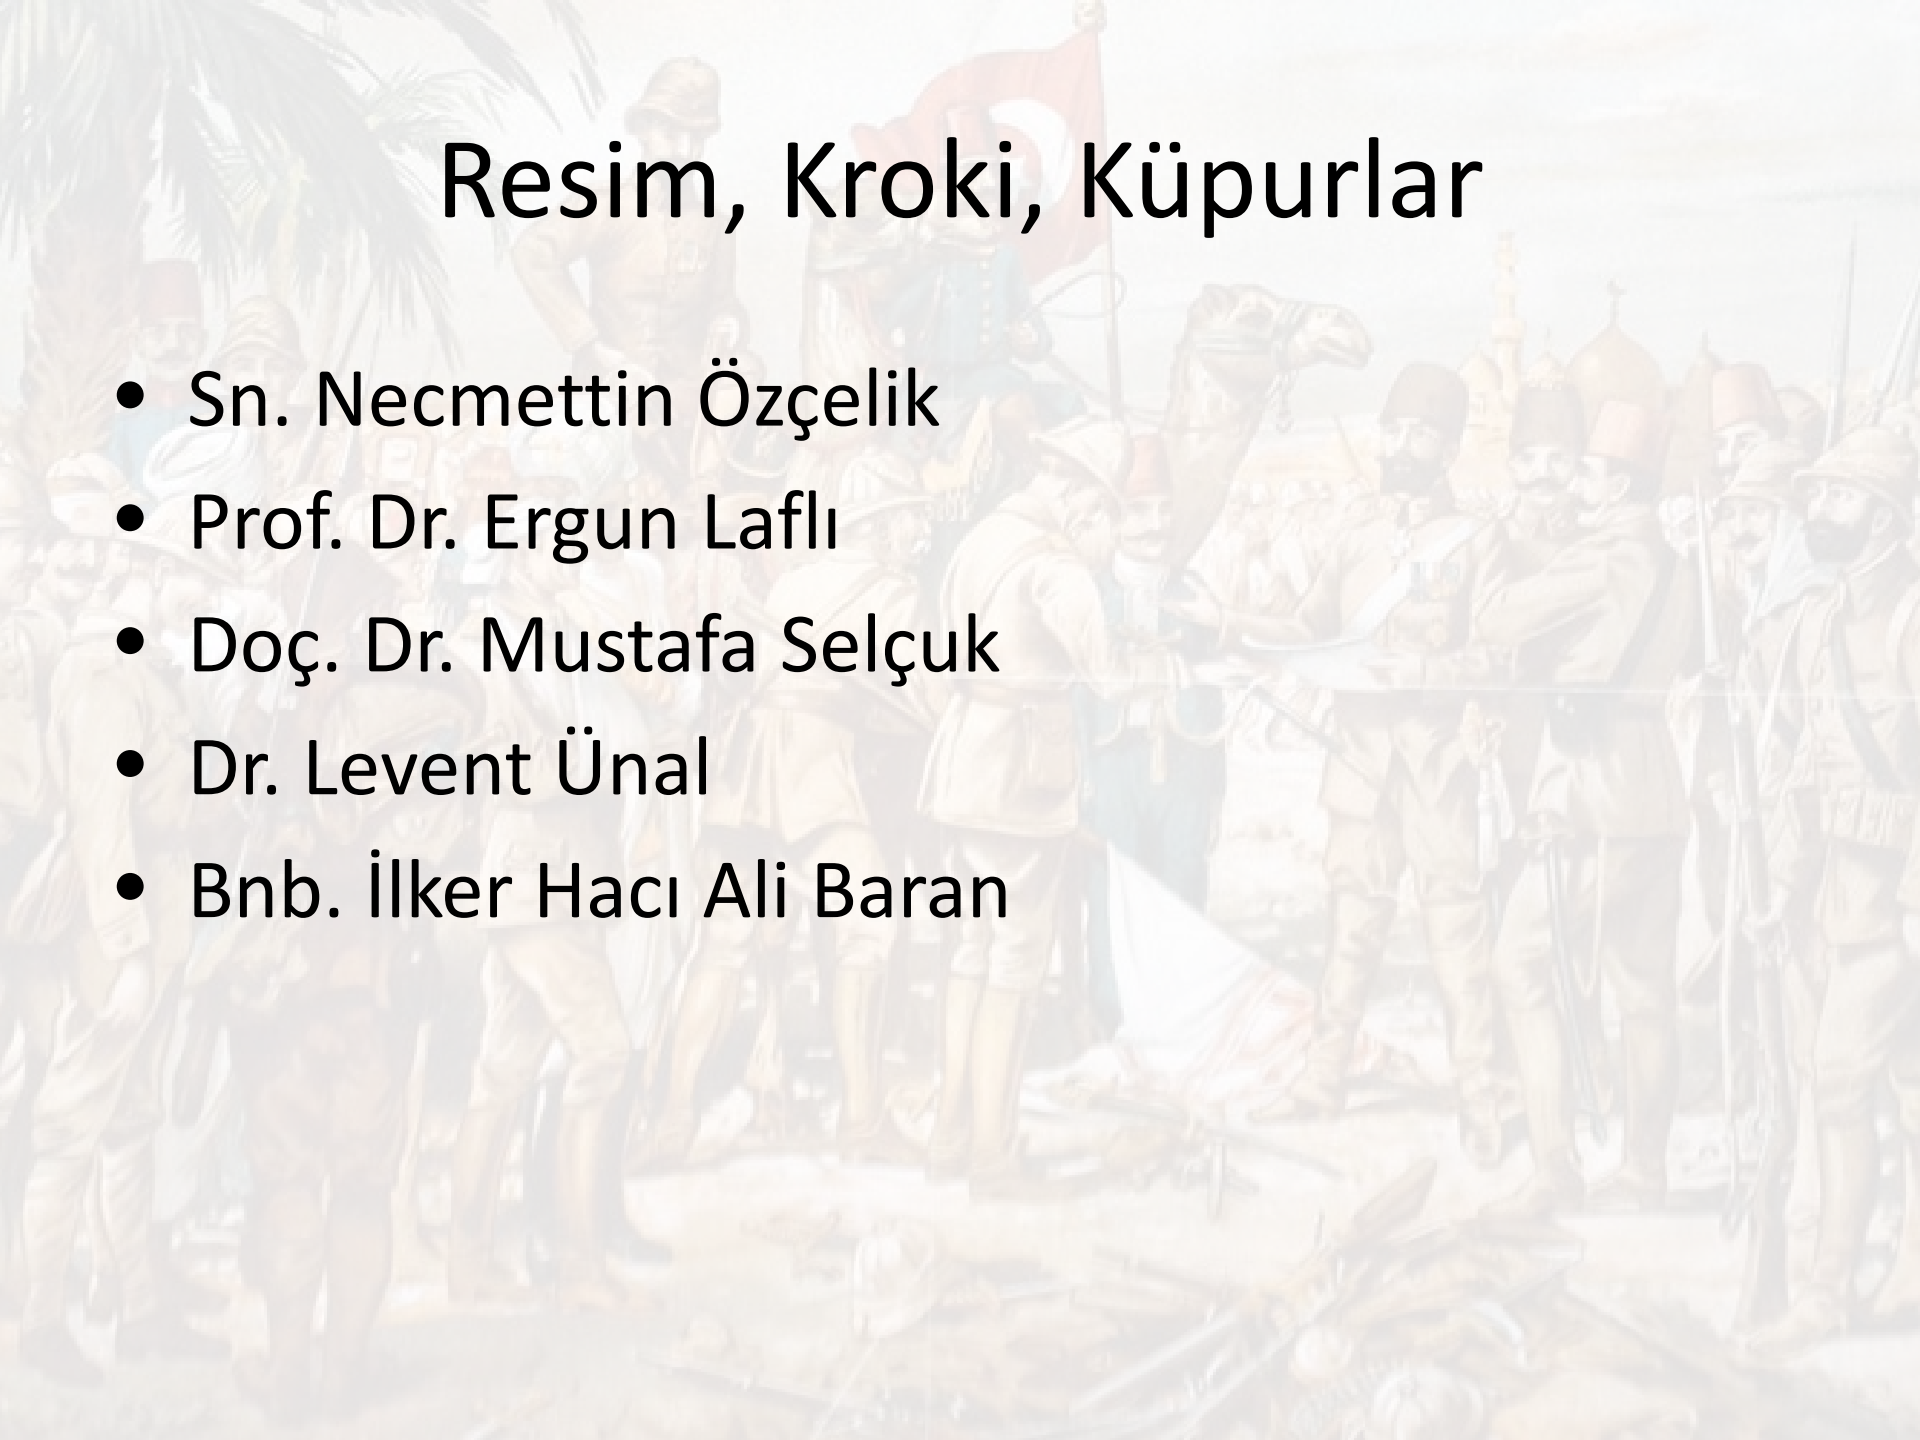 Resim, Kroki, Küpurlar
• Sn. Necmettin Özçelik
• Prof. Dr. Ergun Laflı
• Doç. Dr. Mustafa Selçuk
• Dr. Levent Ünal
• Bnb. İlker Hacı Ali Baran